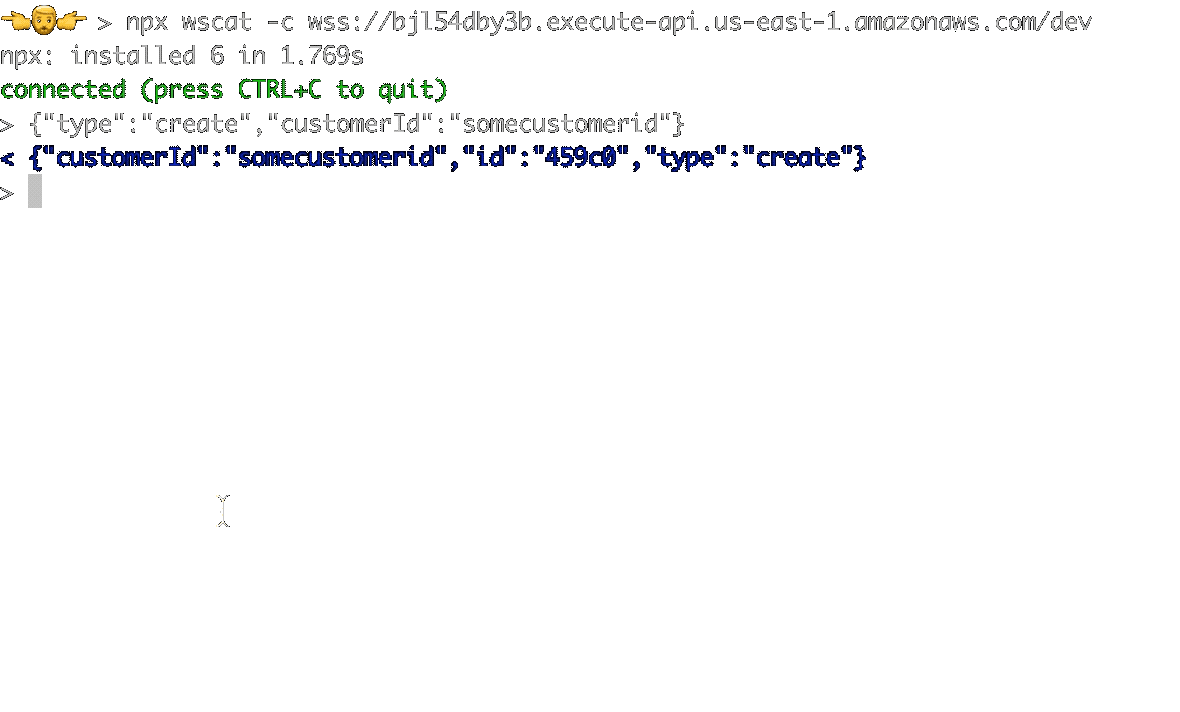 👈👨👉 > npx wscat -c wss://bjl54dby3b.execute-api.us-east-1.amazonaws.com/dev
npx: installed 6 in 1.769s
connected (press CTRL+C to quit)
> {"type":"create","customerId":"somecustomerid"}
< {"customerId":"somecustomerid","id":"459c0","type":"create"}
>